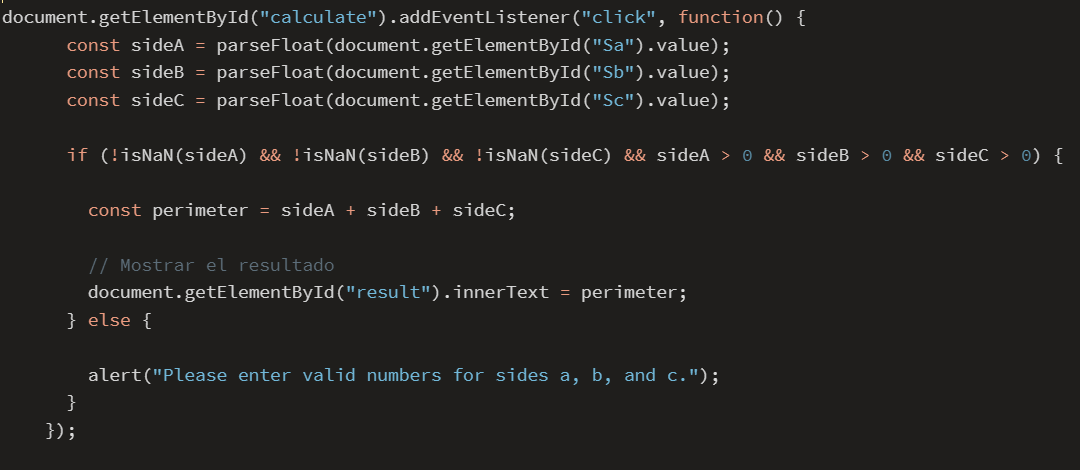 document.getElementById("calculate").addEventListener("click", function() {
const sideA = parseFloat(document.getElementById("Sa").value);
const sideB = parseFloat(document.getElementById("Sb").value);
const sideC = parseFloat(document.getElementById("Sc").value);
if (!isNaN(sideA) && !isNaN(sideB) && !isNaN(sideC) && sideA > 0 && sideB > 0 && sideC > 0) {
const perimeter = sideA + sideB + sideC;
// Mostrar el resultado
document.getElementById("result").innerText = perimeter;
} else {
alert("Please enter valid numbers for sides a, b, and c.");
}
});